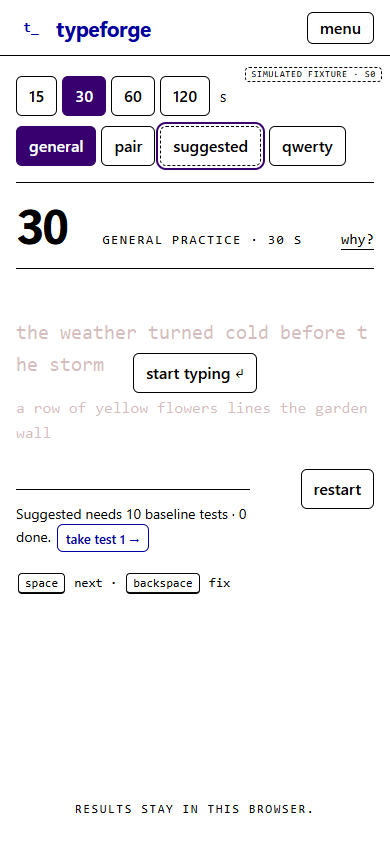 t_ typeforge menu
SIMULATED FIXTURE · S0
15 30 60 120 s
general pair suggested qwerty
30 GENERAL PRACTICE · 30 S why?
the weather turned cold before t
he storm
start typing ↲
a row of yellow flowers lines the garden
wall
restart
Suggested needs 10 baseline tests · 0
done. take test 1 →
space next · backspace fix
RESULTS STAY IN THIS BROWSER.